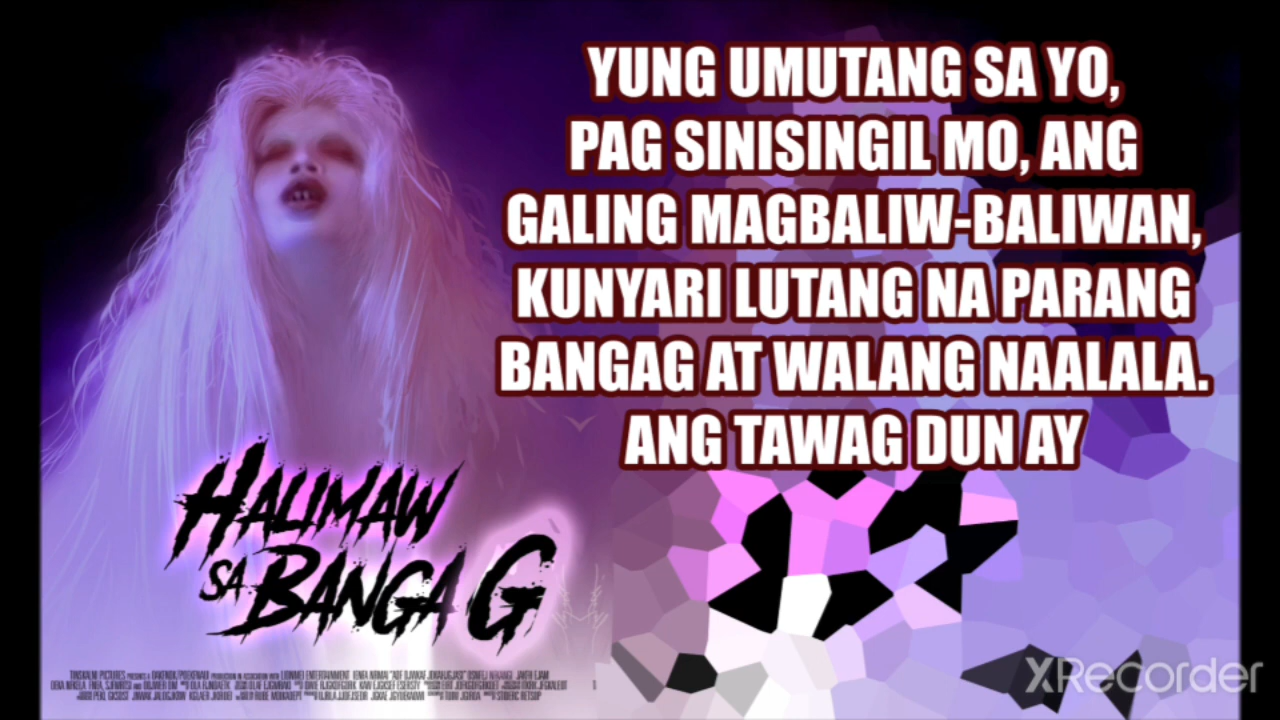 YUNG UMUTANG SA YO,
PAG SINISINGIL MO, ANG
GALING MAGBALIW-BALIWAN,
KUNYARI LUTANG NA PARANG
BANGAG AT WALANG NAALALA.
ANG TAWAG DUN AY
HALIMAW
SA BANGA G
XRecorder